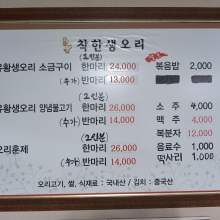 착한생오리
(2인분)
유황생오리 소금구이 한마리 24,000 볶음밥 2,000
(추가) 반마리 13,000
(2인분)
유황생오리 양념불고기 한마리 26,000 소 주 4,000
(추가) 반마리 14,000 맥 주 4,000
(2인분) 복분자 12,000
오리훈제 한마리 26,000 음료수 1,000
(추가) 반마리 14,000 떡사리 1,000
오리고기, 쌀, 식재료 : 국내산 / 김치 : 중국산